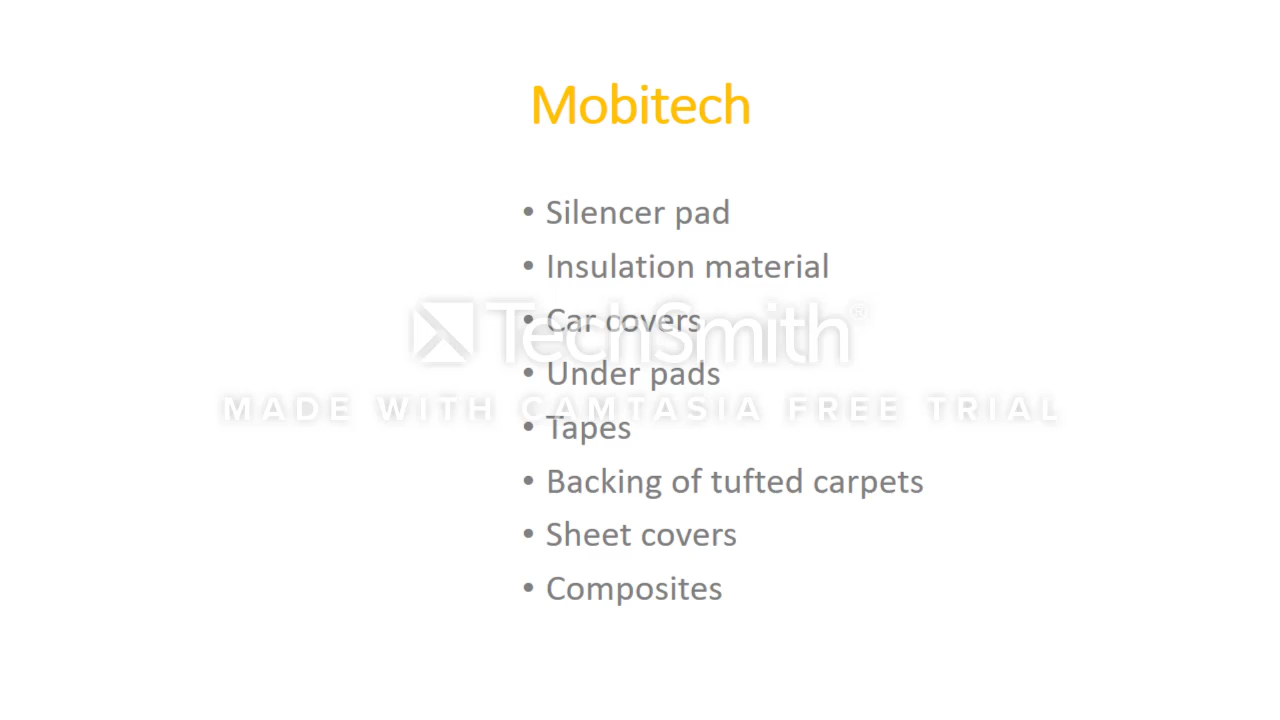 Mobitech
• Silencer pad
• Insulation material
• Car covers
TechSmith®
• Under pads
MADE WITH CAMTASIA FREE TRIAL
• Tapes
• Backing of tufted carpets
• Sheet covers
• Composites